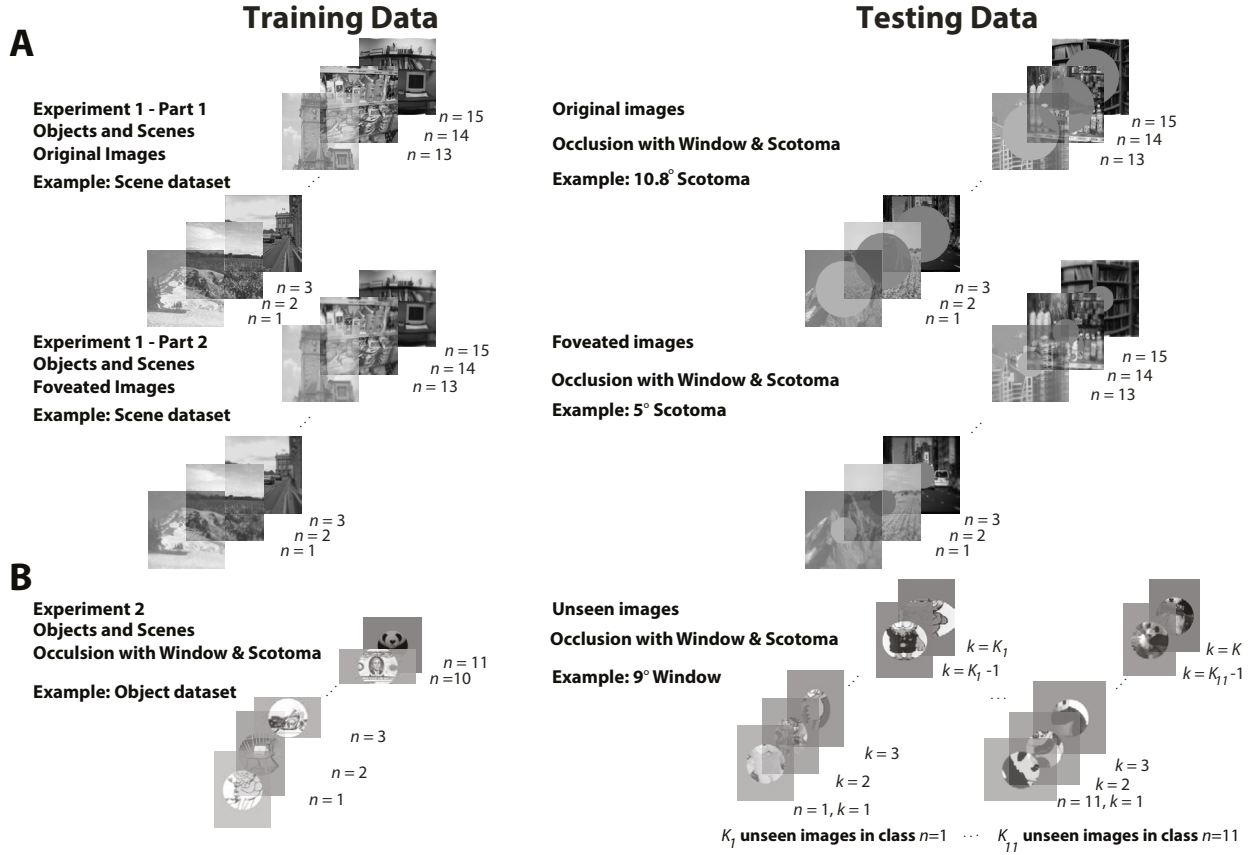 Training Data
Testing Data
A
Experiment 1 - Part 1
Objects and Scenes
Original Images
Example: Scene dataset
n = 15
n = 14
n = 13
n = 3
n = 2
n = 1
Original images
Occlusion with Window & Scotoma
Example: 10.8° Scotoma
n = 15
n = 14
n = 13
n = 3
n = 2
n = 1
Experiment 1 - Part 2
Objects and Scenes
Foveated Images
Example: Scene dataset
n = 15
n = 14
n = 13
n = 3
n = 2
n = 1
Foveated images
Occlusion with Window & Scotoma
Example: 5° Scotoma
n = 15
n = 14
n = 13
n = 3
n = 2
n = 1
B
Experiment 2
Objects and Scenes
Occulsion with Window & Scotoma
Example: Object dataset
n = 11
n =10
n = 3
n = 2
n = 1
Unseen images
Occlusion with Window & Scotoma
Example: 9° Window
k = K₁
k = K₁ -1
k = 3
k = 2
n = 1, k = 1
...
k = K
k = K₁₁-1
k = 3
k = 2
n = 11, k = 1
K₁ unseen images in class n=1 ... K₁₁ unseen images in class n=11